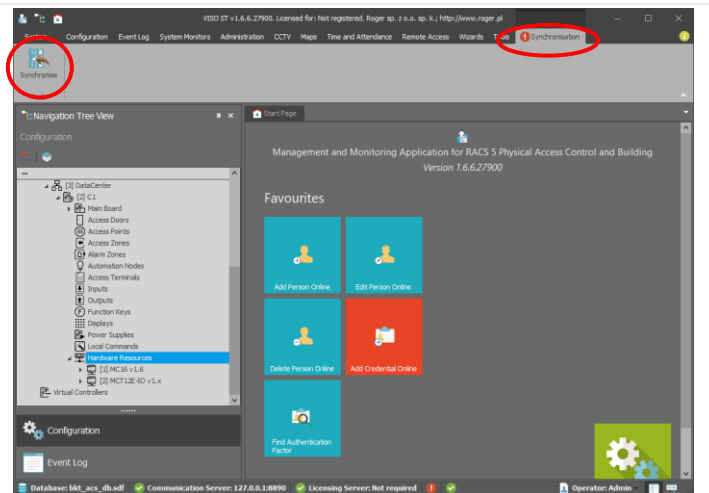 VISO ST v1.6.6.27900. Licensed for: Not registered. Roger sp. z o.o. sp. k.; http://www.roger.pl
System Configuration Event Log System Monitors Administration CCTV Maps Time and Attendance Remote Access Wizards Tools Synchronisation
Synchronise
Navigation Tree View
Start Page
Configuration
Management and Monitoring Application for RACS 5 Physical Access Control and Building
Version 1.6.6.27900
[3] DataCenter
[2] C1
Main Board
Access Doors
Access Points
Access Zones
Alarm Zones
Automation Nodes
Access Terminals
Inputs
Outputs
Function Keys
Displays
Power Supplies
Local Commands
Hardware Resources
[1] MC16 v1.6
[2] MCT12E-IO v1.x
Virtual Controllers
Favourites
Add Person Online
Edit Person Online
Delete Person Online
Add Credential Online
Find Authentication
Factor
Configuration
Event Log
Database: bkt_acs_db.sdf Communication Server: 127.0.0.1:8890 Licensing Server: Not required Operator: Admin